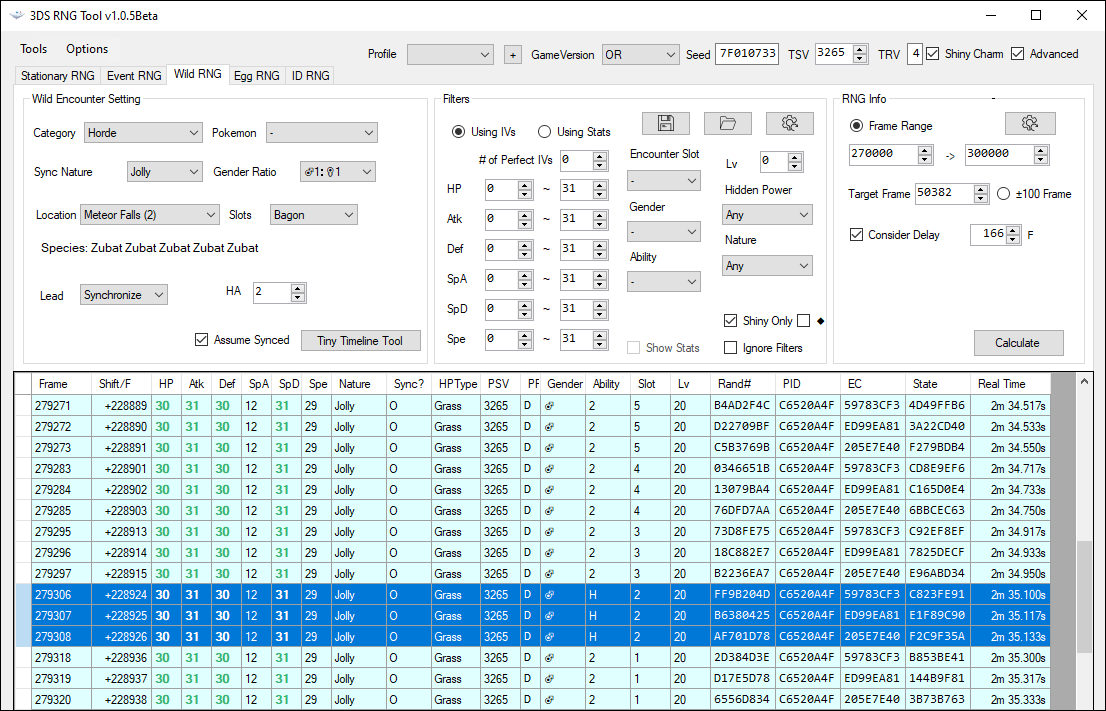 3DS RNG Tool v1.0.5Beta
Tools Options
Profile + GameVersion OR Seed 7F010733 TSV 3265 TRV 4 Shiny Charm Advanced
Stationary RNG Event RNG Wild RNG Egg RNG ID RNG
Wild Encounter Setting
Category Horde Pokemon -
Sync Nature Jolly Gender Ratio ♂1:♀1
Location Meteor Falls (2) Slots Bagon
Species: Zubat Zubat Zubat Zubat Zubat
Lead Synchronize HA 2
Assume Synced Tiny Timeline Tool
Filters
Using IVs Using Stats
# of Perfect IVs 0
HP 0 ~ 31
Atk 0 ~ 31
Def 0 ~ 31
SpA 0 ~ 31
SpD 0 ~ 31
Spe 0 ~ 31
Encounter Slot
-
Gender
-
Ability
-
Show Stats
Lv 0
Hidden Power
Any
Nature
Any
Shiny Only ◆
Ignore Filters
RNG Info -
Frame Range
270000 -> 300000
Target Frame 50382 ±100 Frame
Consider Delay 166 F
Calculate
Frame Shift/F HP Atk Def SpA SpD Spe Nature Sync? HPType PSV PF Gender Ability Slot Lv Rand# PID EC State Real Time
279271 +228889 30 31 30 12 31 29 Jolly O Grass 3265 D ♂ 2 5 20 B4AD2F4C C6520A4F 59783CF3 4D49FFB6 2m 34.517s
279272 +228890 30 31 30 12 31 29 Jolly O Grass 3265 D ♂ 2 5 20 D22709BF C6520A4F ED99EA81 3A22CD40 2m 34.533s
279273 +228891 30 31 30 12 31 29 Jolly O Grass 3265 D ♂ 2 5 20 C5B3769B C6520A4F 205E7E40 F279BDB4 2m 34.550s
279283 +228901 30 31 30 12 31 29 Jolly O Grass 3265 D ♂ 2 4 20 0346651B C6520A4F 59783CF3 CD8E9EF6 2m 34.717s
279284 +228902 30 31 30 12 31 29 Jolly O Grass 3265 D ♂ 2 4 20 13079BA4 C6520A4F ED99EA81 C165D0E4 2m 34.733s
279285 +228903 30 31 30 12 31 29 Jolly O Grass 3265 D ♂ 2 4 20 76DFD7AA C6520A4F 205E7E40 6BBCEC63 2m 34.750s
279295 +228913 30 31 30 12 31 29 Jolly O Grass 3265 D ♂ 2 3 20 73D8FE75 C6520A4F 59783CF3 C92EF8EF 2m 34.917s
279296 +228914 30 31 30 12 31 29 Jolly O Grass 3265 D ♂ 2 3 20 18C882E7 C6520A4F ED99EA81 7825DECF 2m 34.933s
279297 +228915 30 31 30 12 31 29 Jolly O Grass 3265 D ♂ 2 3 20 B2236EA7 C6520A4F 205E7E40 E96ABD34 2m 34.950s
279306 +228924 30 31 30 12 31 29 Jolly O Grass 3265 D ♂ H 2 20 FF9B204D C6520A4F 59783CF3 C823FE91 2m 35.100s
279307 +228925 30 31 30 12 31 29 Jolly O Grass 3265 D ♂ H 2 20 B6380425 C6520A4F ED99EA81 E1F89C90 2m 35.117s
279308 +228926 30 31 30 12 31 29 Jolly O Grass 3265 D ♂ H 2 20 AF701D78 C6520A4F 205E7E40 F2C9F35A 2m 35.133s
279318 +228936 30 31 30 12 31 29 Jolly O Grass 3265 D ♂ 2 1 20 2D384D3E C6520A4F 59783CF3 B853BE41 2m 35.300s
279319 +228937 30 31 30 12 31 29 Jolly O Grass 3265 D ♂ 2 1 20 D17E5D78 C6520A4F ED99EA81 144B9F81 2m 35.317s
279320 +228938 30 31 30 12 31 29 Jolly O Grass 3265 D ♂ 2 1 20 6556D834 C6520A4F 205E7E40 3B73B763 2m 35.333s